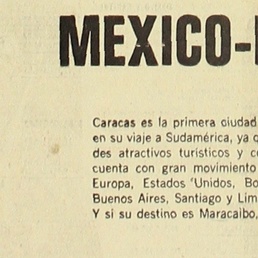 MEXICO-
Caracas es la primera ciudad
en su viaje a Sudamérica, ya q
des atractivos turísticos y c
cuenta con gran movimiento
Europa, Estados Unidos, Bo
Buenos Aires, Santiago y Lim
Y si su destino es Maracaibo,